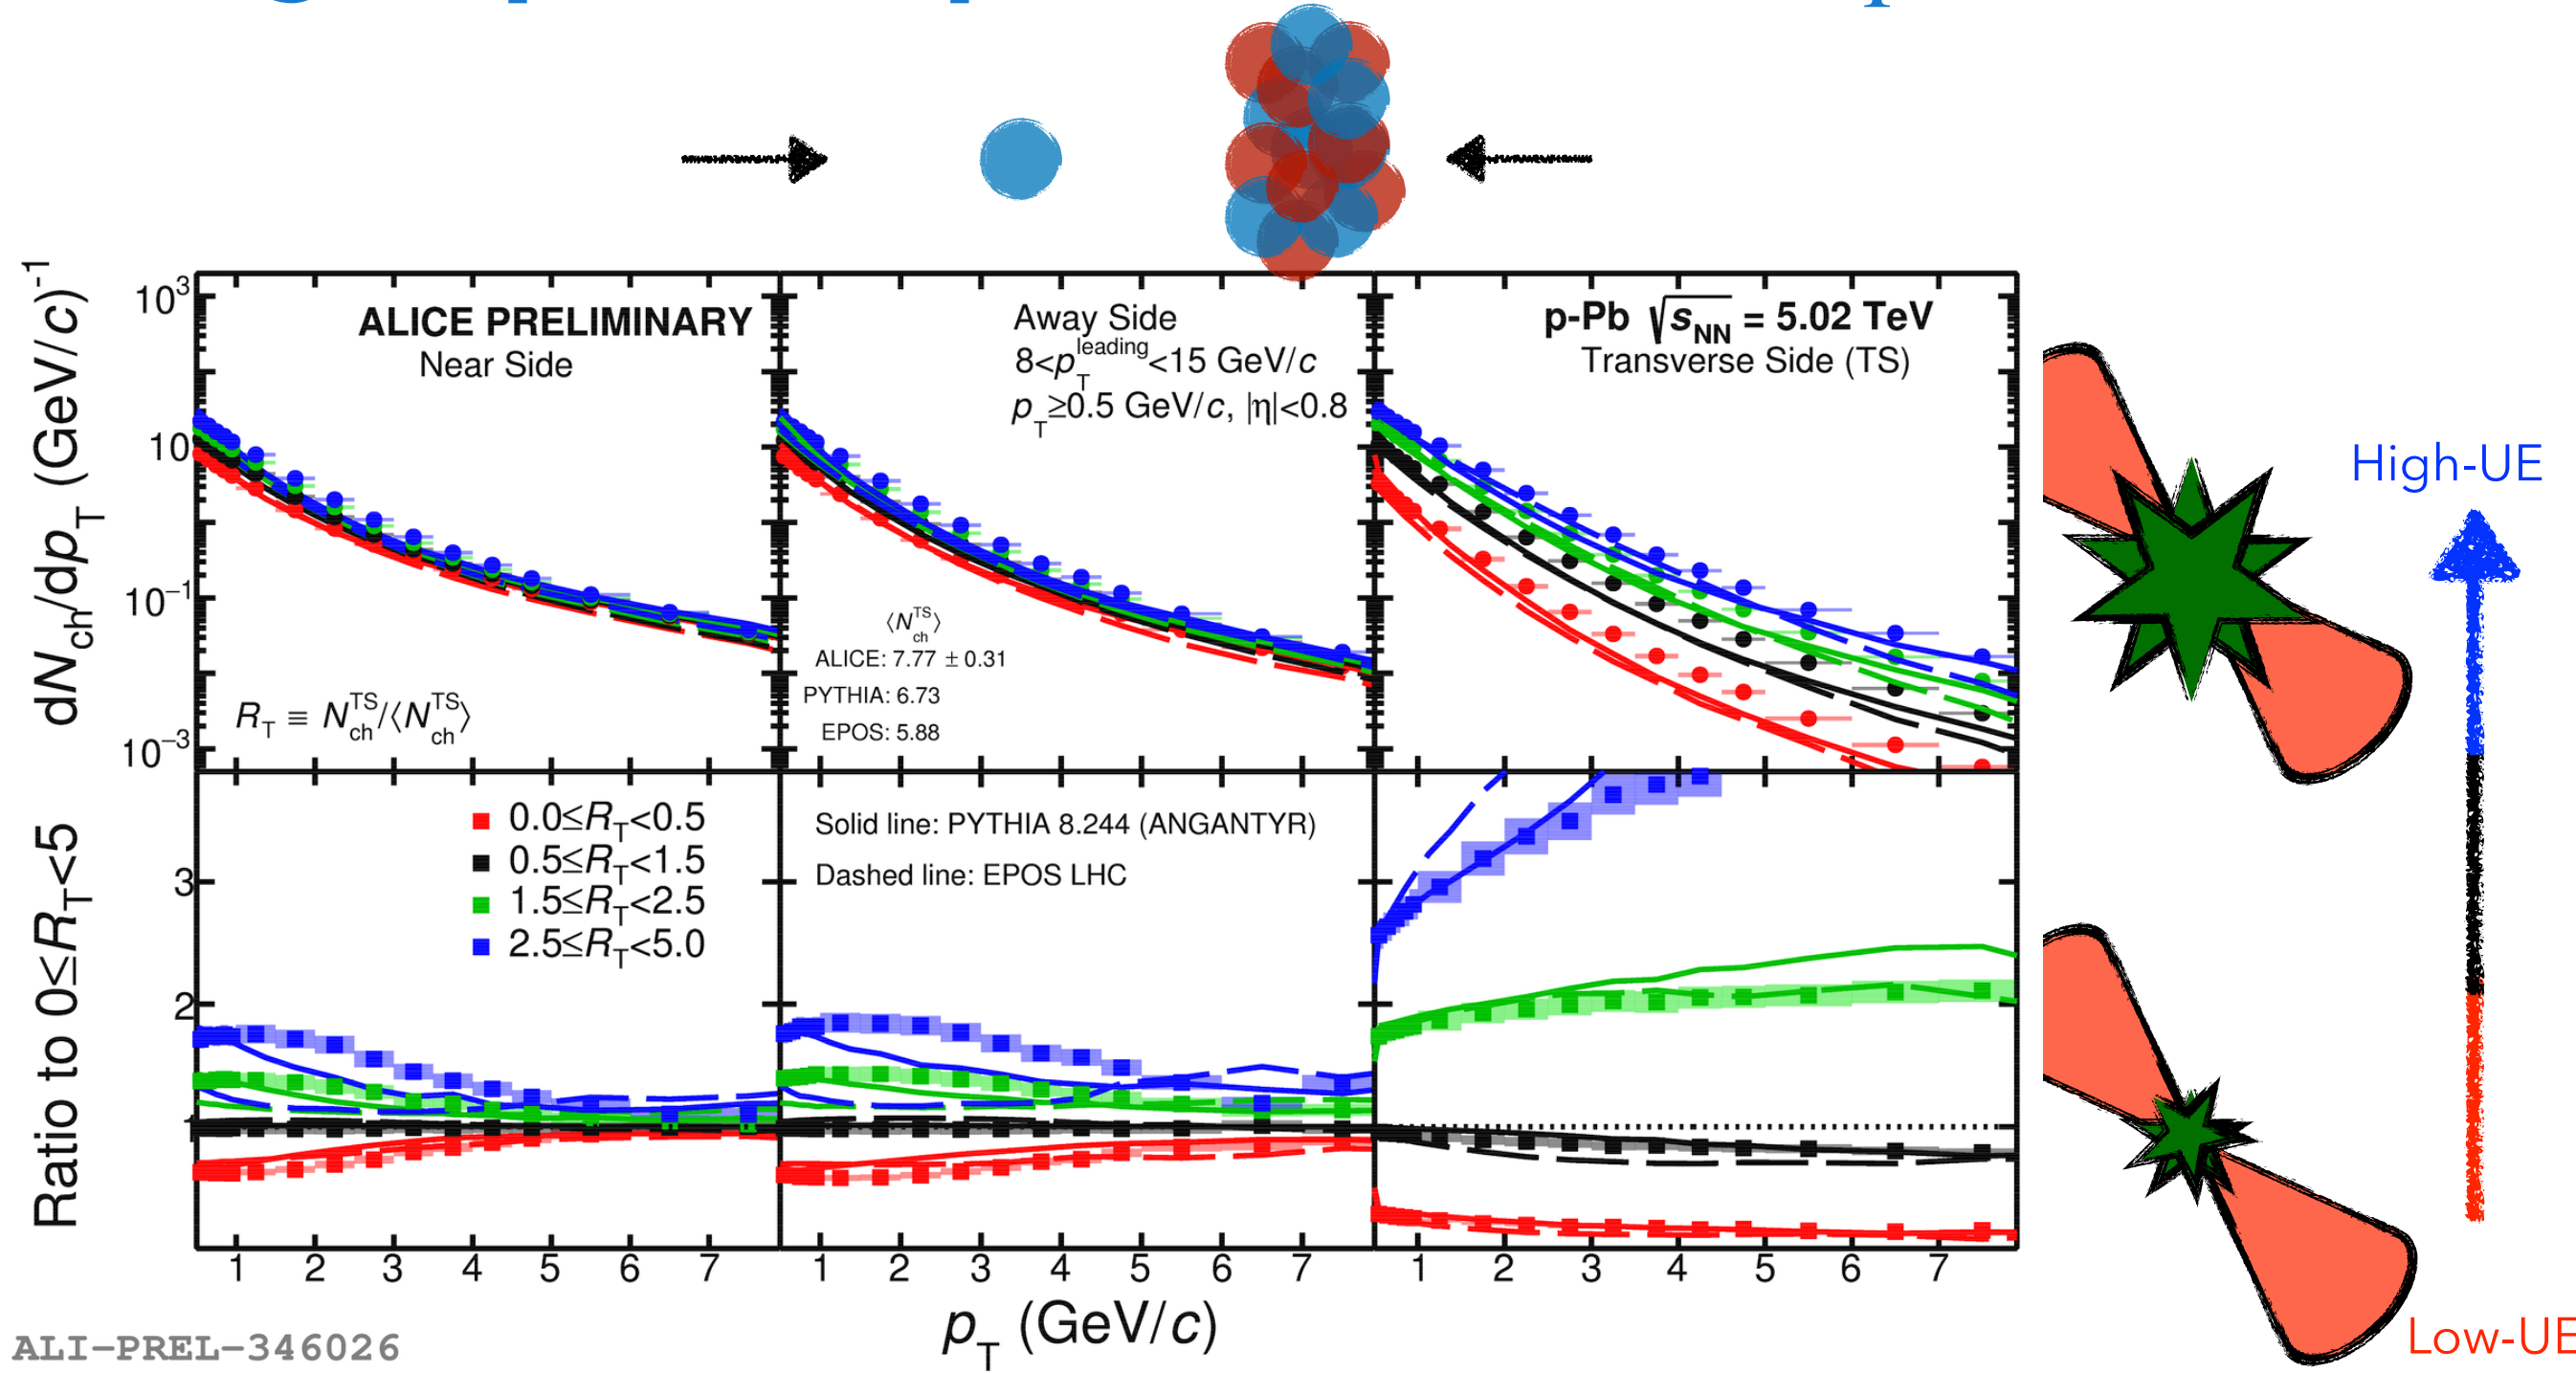 10³
10
10⁻¹
10⁻³
dN_ch/dp_T (GeV/c)⁻¹
ALICE PRELIMINARY
Near Side
R_T ≡ N_ch^TS/⟨N_ch^TS⟩
Away Side
8<p_T^leading<15 GeV/c
p_T≥0.5 GeV/c, |η|<0.8
⟨N_ch^TS⟩
ALICE: 7.77 ± 0.31
PYTHIA: 6.73
EPOS: 5.88
p-Pb √s_NN = 5.02 TeV
Transverse Side (TS)
High-UE
Ratio to 0≤R_T<5
3
2
1
0.0≤R_T<0.5
0.5≤R_T<1.5
1.5≤R_T<2.5
2.5≤R_T<5.0
Solid line: PYTHIA 8.244 (ANGANTYR)
Dashed line: EPOS LHC
1 2 3 4 5 6 7
1 2 3 4 5 6 7
1 2 3 4 5 6 7
p_T (GeV/c)
Low-UE
ALI-PREL-346026